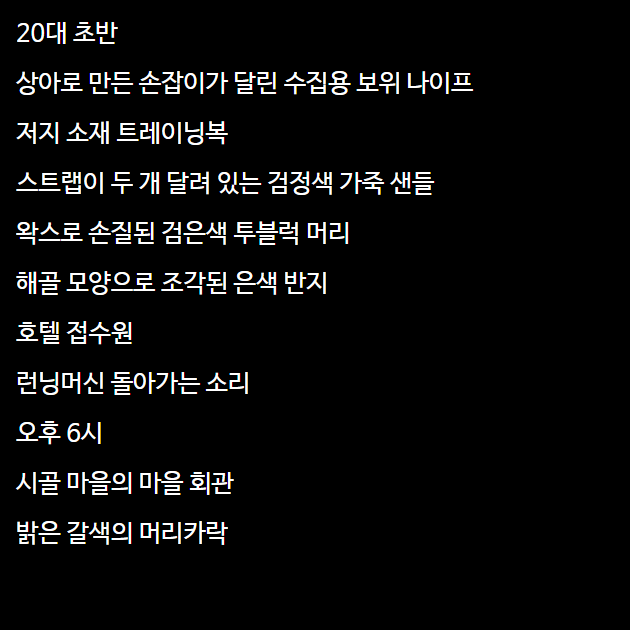 20대 초반
상아로 만든 손잡이가 달린 수집용 보위 나이프
저지 소재 트레이닝복
스트랩이 두 개 달려 있는 검정색 가죽 샌들
왁스로 손질된 검은색 투블럭 머리
해골 모양으로 조각된 은색 반지
호텔 접수원
런닝머신 돌아가는 소리
오후 6시
시골 마을의 마을 회관
밝은 갈색의 머리카락